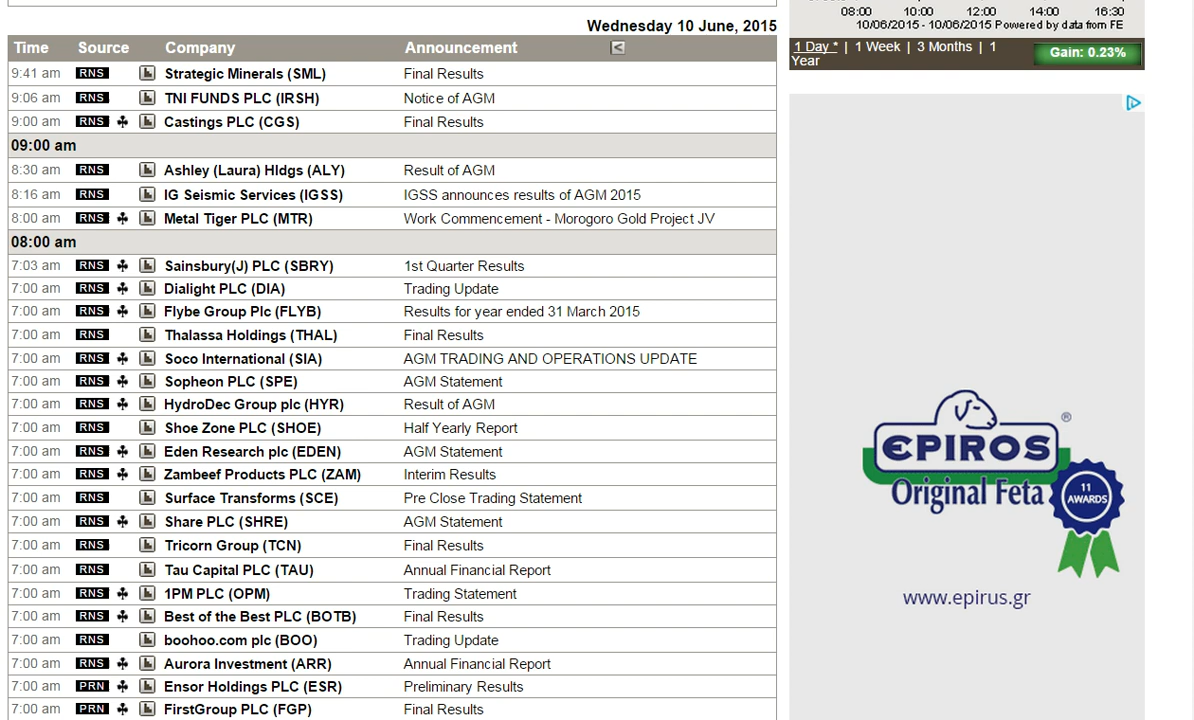 Wednesday 10 June, 2015
Time Source Company Announcement <
9:41 am RNS Strategic Minerals (SML) Final Results
9:06 am RNS TNI FUNDS PLC (IRSH) Notice of AGM
9:00 am RNS Castings PLC (CGS) Final Results
09:00 am
8:30 am RNS Ashley (Laura) Hldgs (ALY) Result of AGM
8:16 am RNS IG Seismic Services (IGSS) IGSS announces results of AGM 2015
8:00 am RNS Metal Tiger PLC (MTR) Work Commencement - Morogoro Gold Project JV
08:00 am
7:03 am RNS Sainsbury(J) PLC (SBRY) 1st Quarter Results
7:00 am RNS Dialight PLC (DIA) Trading Update
7:00 am RNS Flybe Group Plc (FLYB) Results for year ended 31 March 2015
7:00 am RNS Thalassa Holdings (THAL) Final Results
7:00 am RNS Soco International (SIA) AGM TRADING AND OPERATIONS UPDATE
7:00 am RNS Sopheon PLC (SPE) AGM Statement
7:00 am RNS HydroDec Group plc (HYR) Result of AGM
7:00 am RNS Shoe Zone PLC (SHOE) Half Yearly Report
7:00 am RNS Eden Research plc (EDEN) AGM Statement
7:00 am RNS Zambeef Products PLC (ZAM) Interim Results
7:00 am RNS Surface Transforms (SCE) Pre Close Trading Statement
7:00 am RNS Share PLC (SHRE) AGM Statement
7:00 am RNS Tricorn Group (TCN) Final Results
7:00 am RNS Tau Capital PLC (TAU) Annual Financial Report
7:00 am RNS 1PM PLC (OPM) Trading Statement
7:00 am RNS Best of the Best PLC (BOTB) Final Results
7:00 am RNS boohoo.com plc (BOO) Trading Update
7:00 am RNS Aurora Investment (ARR) Annual Financial Report
7:00 am PRN Ensor Holdings PLC (ESR) Preliminary Results
7:00 am PRN FirstGroup PLC (FGP) Final Results
08:00 10:00 12:00 14:00 16:30
10/06/2015 - 10/06/2015 Powered by data from FE
1 Day * | 1 Week | 3 Months | 1
Year
Gain: 0.23%
EPIROS ®
Original Feta
11
AWARDS
www.epirus.gr